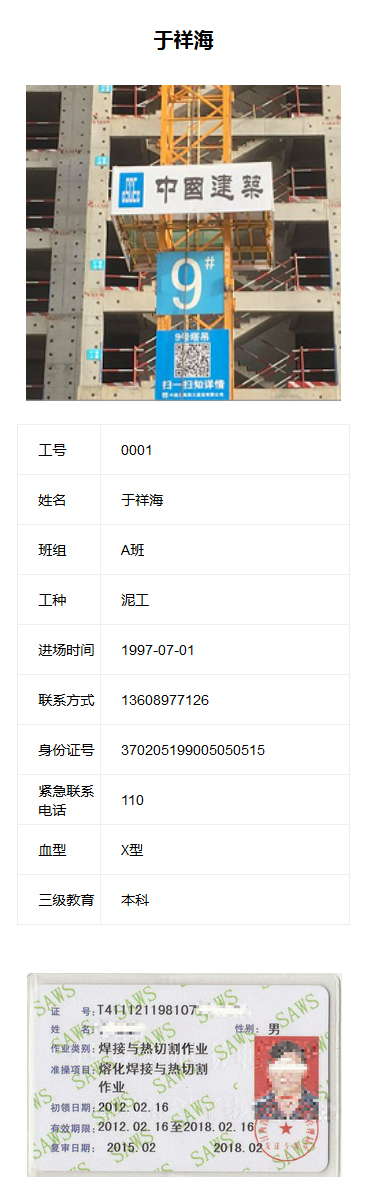 于祥海
中國建築
9#
9号塔吊
扫一扫知详情
工号 0001
姓名 于祥海
班组 A班
工种 泥工
进场时间 1997-07-01
联系方式 13608977126
身份证号 370205199005050515
紧急联系
电话 110
血型 X型
三级教育 本科
SAWS
证 号:T411121198107
姓 名: 性别: 男
作业类别:焊接与热切割作业
准操项目:熔化焊接与热切割
作业
初领日期:2012.02.16
有效期限:2012.02.16至2018.02.16
复审日期: 2015.02 2018.02